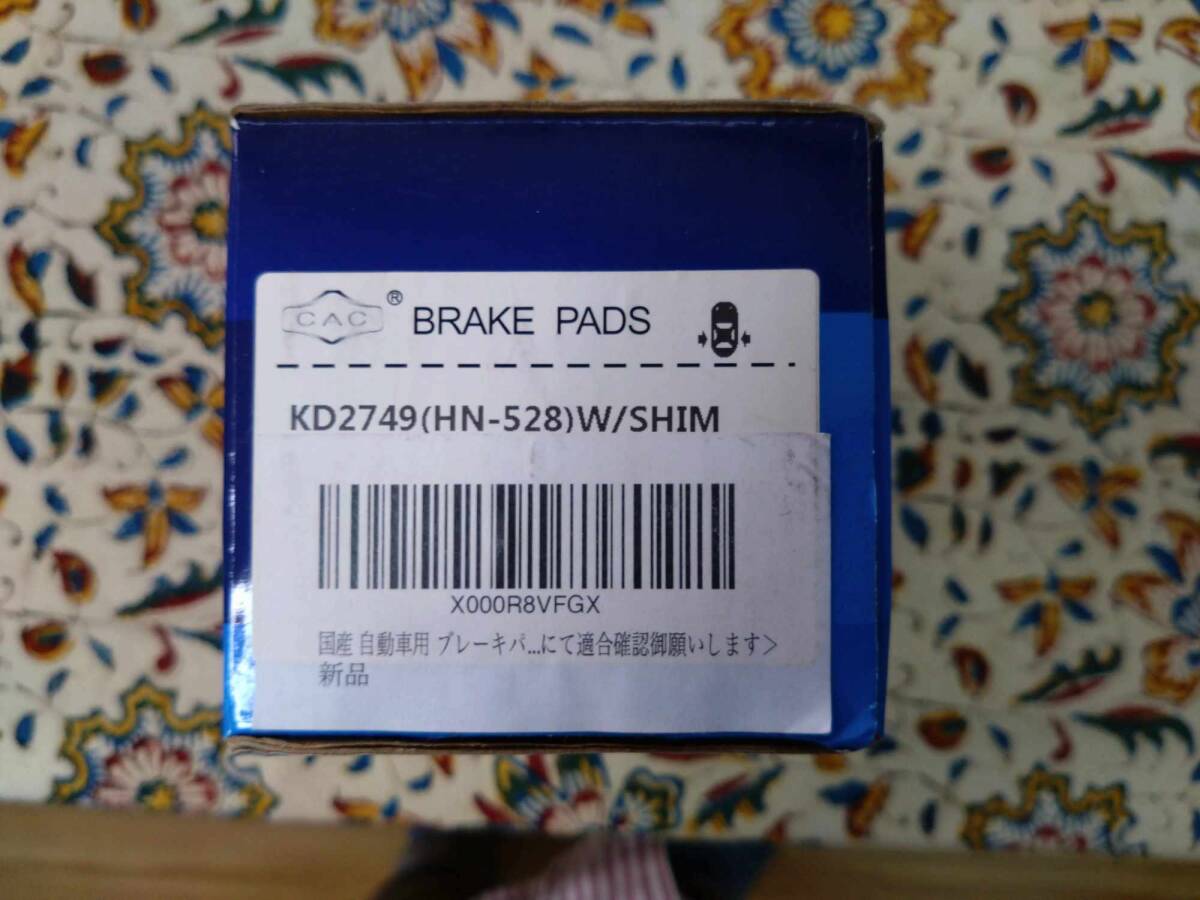 CAC® BRAKE PADS
KD2749(HN-528)W/SHIM
X000R8VFGX
国産 自動車用 ブレーキパ...にて適合確認御願いします>
新品